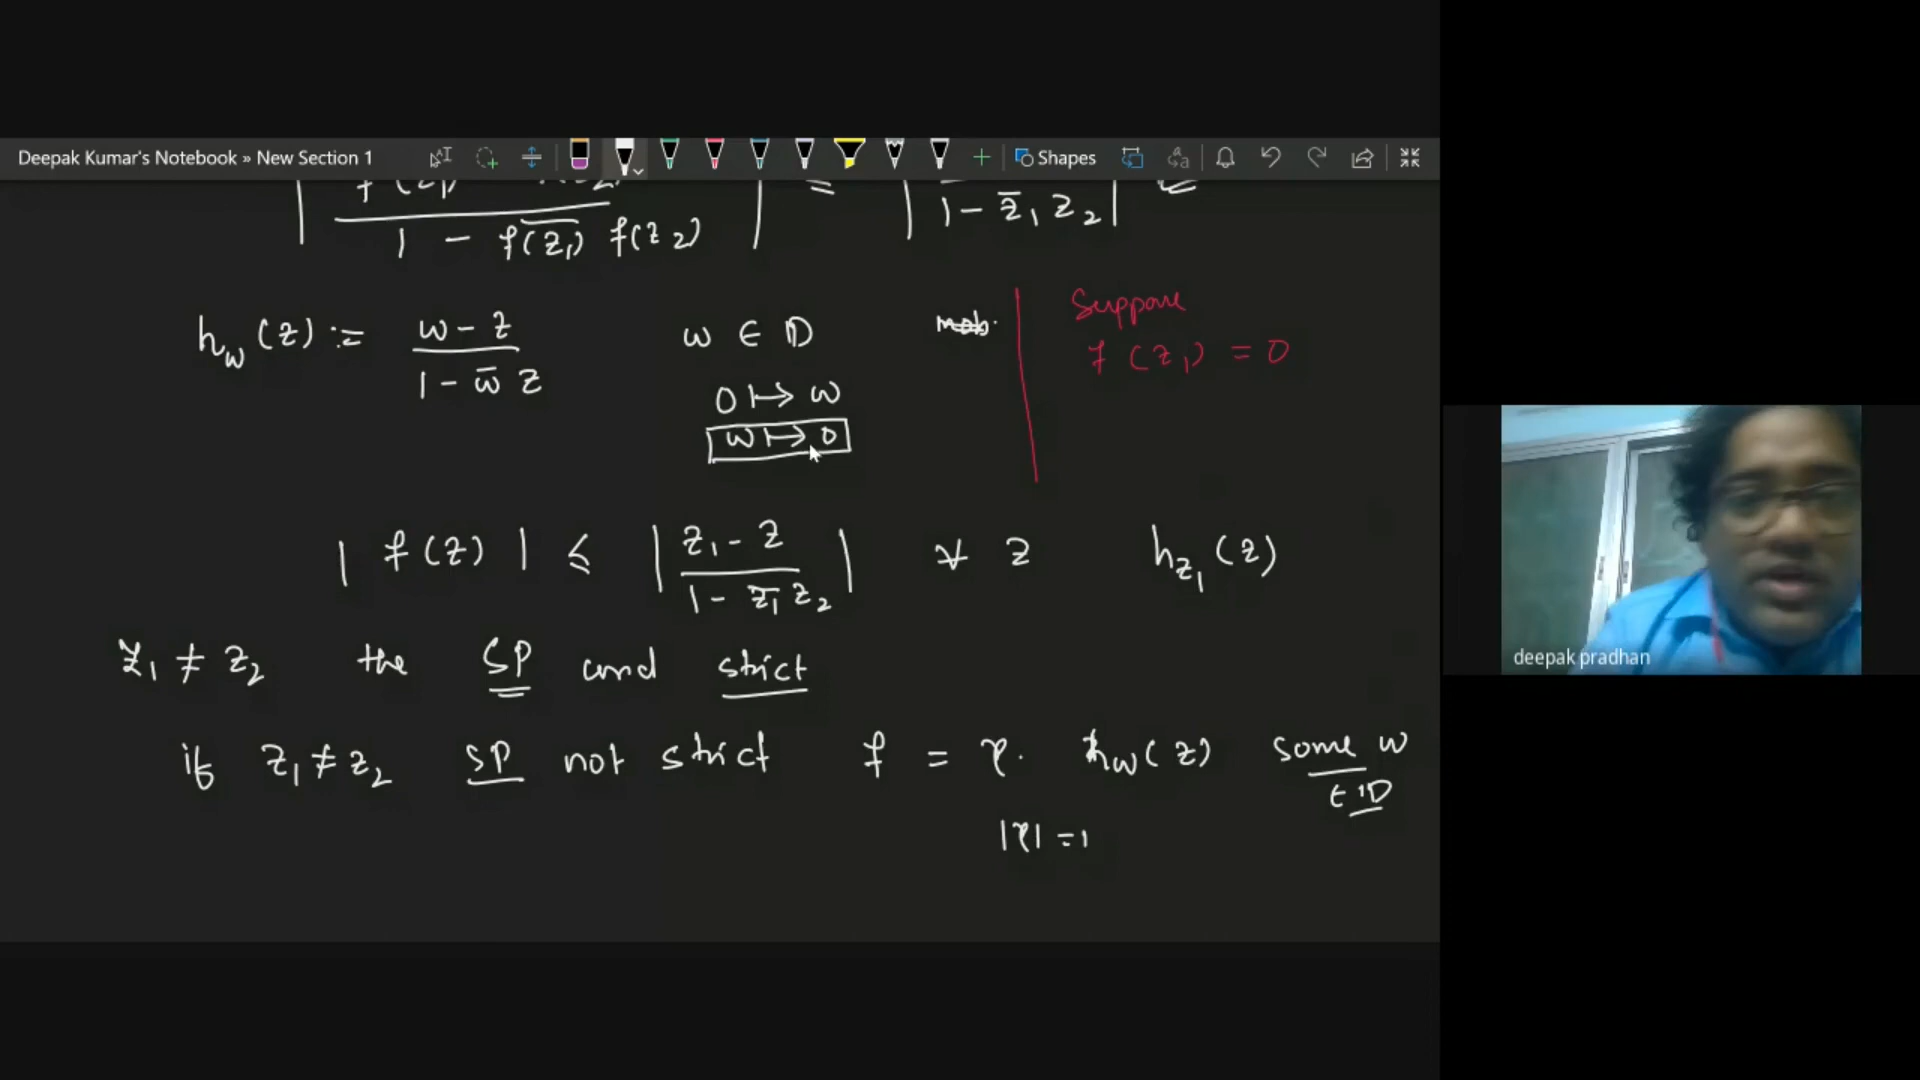 Deepak Kumar's Notebook » New Section 1
Shapes
1 - \overline{f(z₁)} f(z₂)
1 - z̄₁ z₂
h_w(z) := (w - z) / (1 - w̄ z)
w ∈ D
0 ↦ w
w ↦ 0
Suppose
f(z₁) = 0
| f(z) | ≤ | (z₁ - z) / (1 - z̄₁ z₂) | ∀ z h_{z₁}(z)
z₁ ≠ z₂ the SP and strict
if z₁ ≠ z₂ SP not strict f = γ. h_w(z) some w
∈ D
|γ| = 1
deepak pradhan